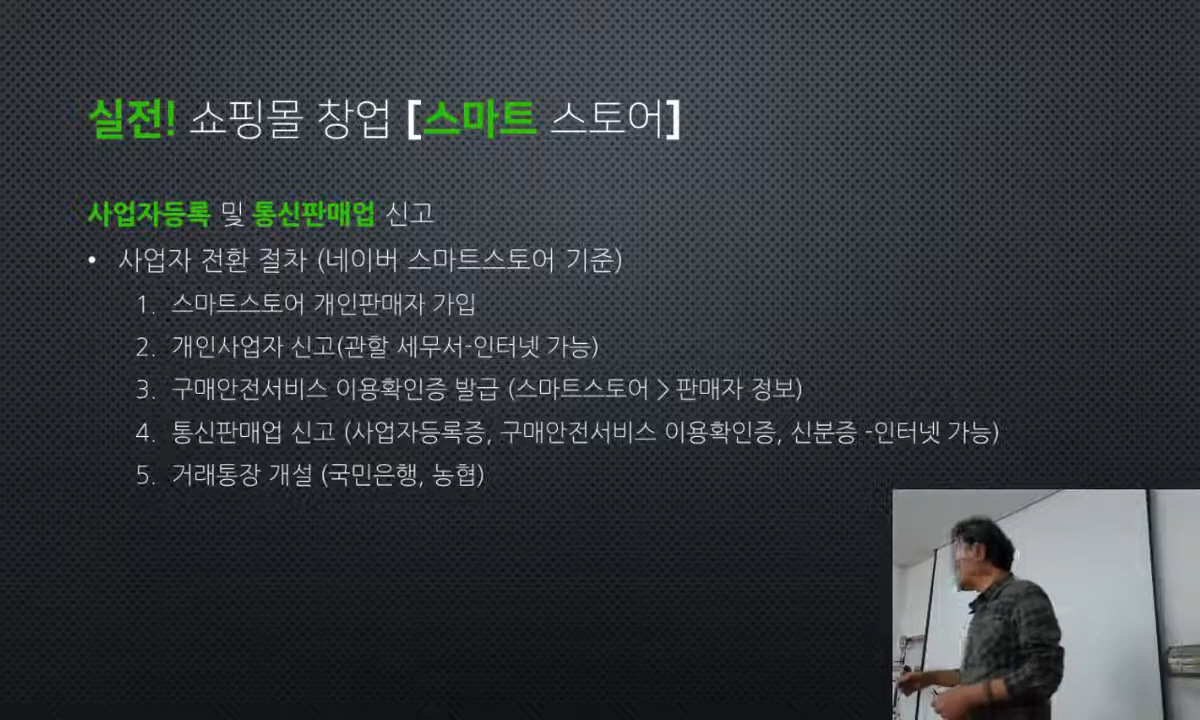 실전! 쇼핑몰 창업 [스마트 스토어]
사업자등록 및 통신판매업 신고
• 사업자 전환 절차 (네이버 스마트스토어 기준)
1. 스마트스토어 개인판매자 가입
2. 개인사업자 신고(관할 세무서-인터넷 가능)
3. 구매안전서비스 이용확인증 발급 (스마트스토어 > 판매자 정보)
4. 통신판매업 신고 (사업자등록증, 구매안전서비스 이용확인증, 신분증 -인터넷 가능)
5. 거래통장 개설 (국민은행, 농협)